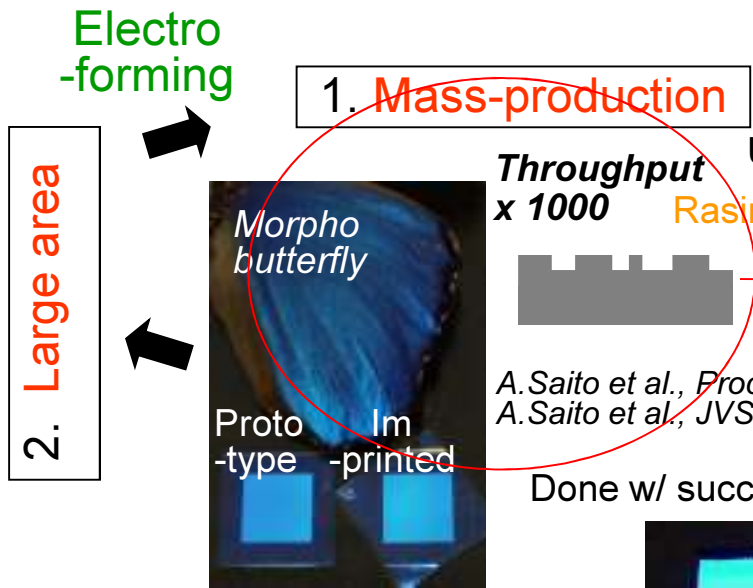 Electro
-forming
1. Mass-production
2. Large area
Throughput
x 1000
Morpho
butterfly
A.Saito et al.,
A.Saito et al., JVS
Proto
-type
Im
-printed
Done w/